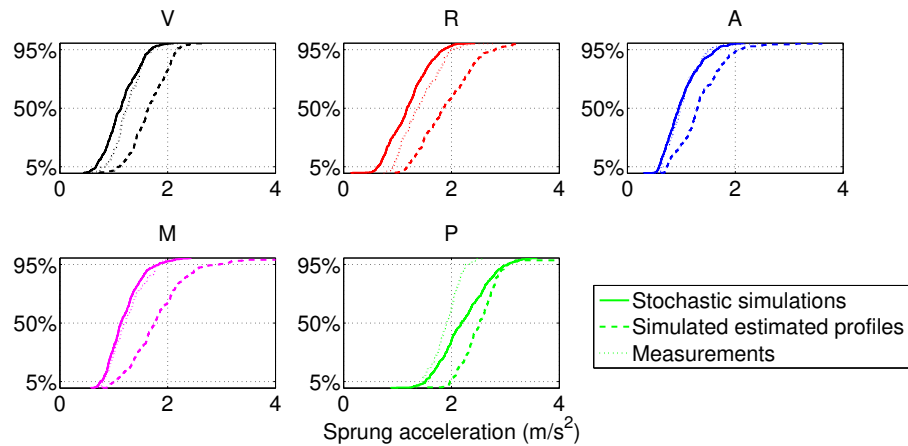 V R A
95% 95% 95%
50% 50% 50%
5% 5% 5%
0 2 4 0 2 4 0 2 4
M P
95% 95%
Stochastic simulations
50% 50% Simulated estimated profiles
Measurements
5% 5%
0 2 4 0 2 4
Sprung acceleration (m/s²)